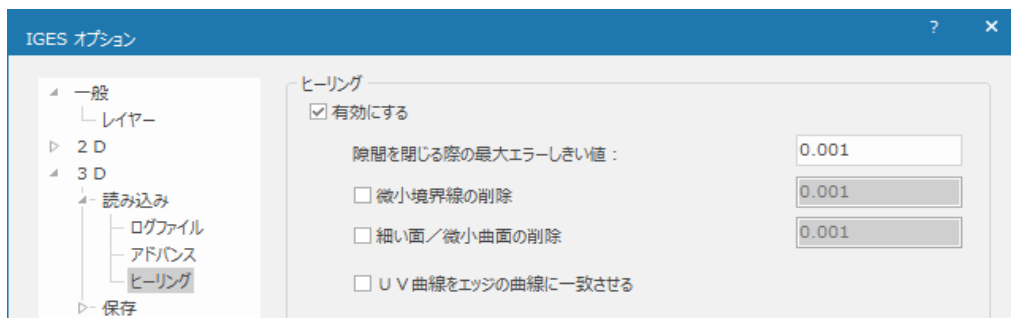 IGES オプション
? ×
一般
レイヤー
2 D
3 D
読み込み
ログファイル
アドバンス
ヒーリング
保存
ヒーリング
有効にする
隙間を閉じる際の最大エラーしきい値：
0.001
微小境界線の削除
0.001
細い面／微小曲面の削除
0.001
ＵＶ曲線をエッジの曲線に一致させる